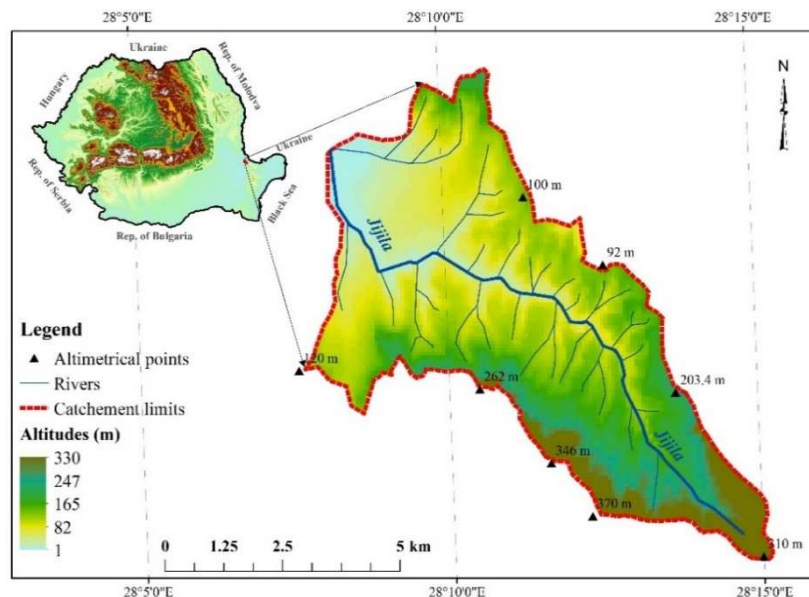 28°5'0"E
28°10'0"E
28°15'0"E
Ukraine
Rep. of Molodva
Hungary
N
Ukraine
Rep. of Serbia
Black Sea
Rep. of Bulgaria
100 m
Jijila
92 m
Legend
Altimetrical points
Rivers
Catchement limits
Altitudes (m)
330
247
165
82
1
120 m
262 m
203.4 m
346 m
Jijila
370 m
310 m
0 1.25 2.5 5 km
28°5'0"E
28°10'0"E
28°15'0"E